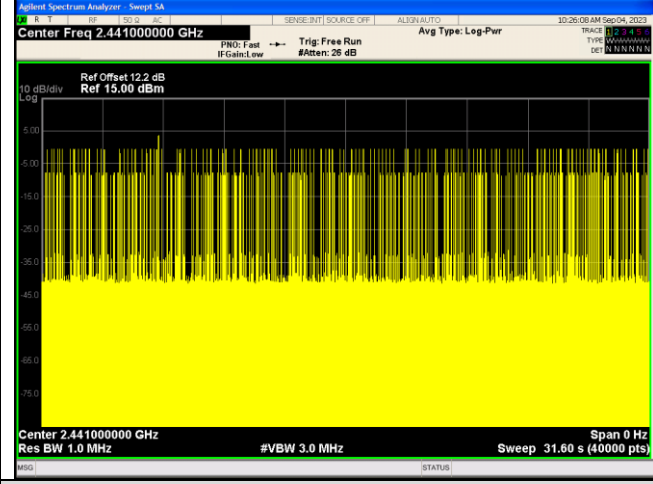 Agilent Spectrum Analyzer - Swept SA
R T RF 50 Ω AC SENSE:INT SOURCE OFF ALIGN AUTO 10:26:08 AM Sep 04, 2023
Center Freq 2.441000000 GHz Avg Type: Log-Pwr TRACE 1 2 3 4 5 6
PNO: Fast Trig: Free Run TYPE WWWWWW
IFGain:Low #Atten: 26 dB DET N N N N N N
Ref Offset 12.2 dB
10 dB/div Ref 15.00 dBm
Log
5.00
-5.00
-15.0
-25.0
-35.0
-45.0
-55.0
-65.0
-75.0
Center 2.441000000 GHz Span 0 Hz
Res BW 1.0 MHz #VBW 3.0 MHz Sweep 31.60 s (40000 pts)
MSG STATUS